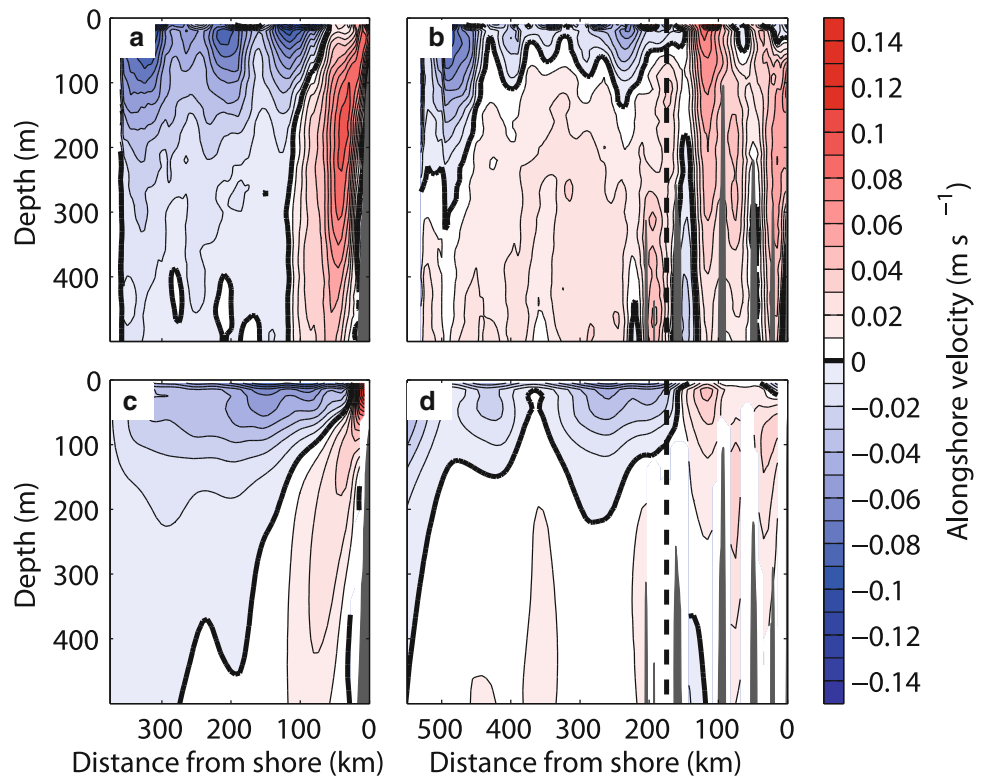 a
b
0
100
200
300
400
Depth (m)
0.14
0.12
0.1
0.08
0.06
0.04
0.02
0
−0.02
−0.04
−0.06
−0.08
−0.1
−0.12
−0.14
Alongshore velocity (m s −1)
c
d
0
100
200
300
400
Depth (m)
300 200 100 0
500 400 300 200 100 0
Distance from shore (km)
Distance from shore (km)